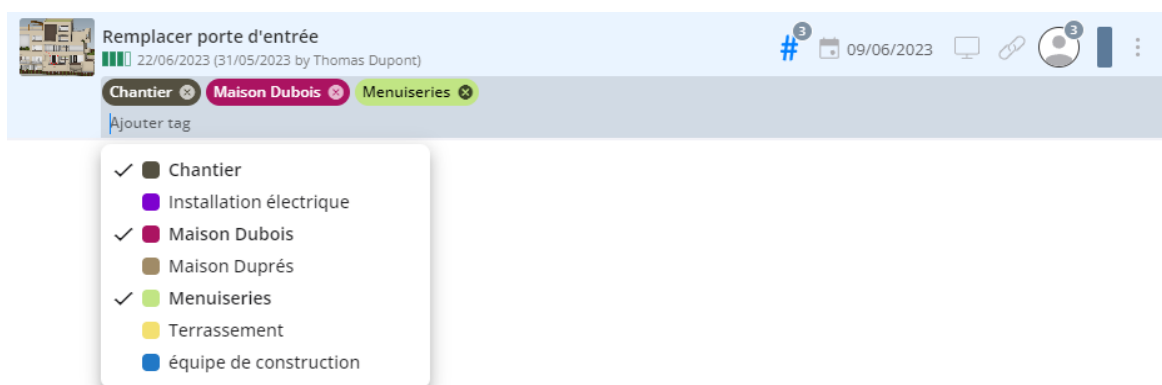 Remplacer porte d'entrée
22/06/2023 (31/05/2023 by Thomas Dupont)
# 3 09/06/2023 3
Chantier Maison Dubois Menuiseries
Ajouter tag
Chantier
Installation électrique
Maison Dubois
Maison Duprés
Menuiseries
Terrassement
équipe de construction